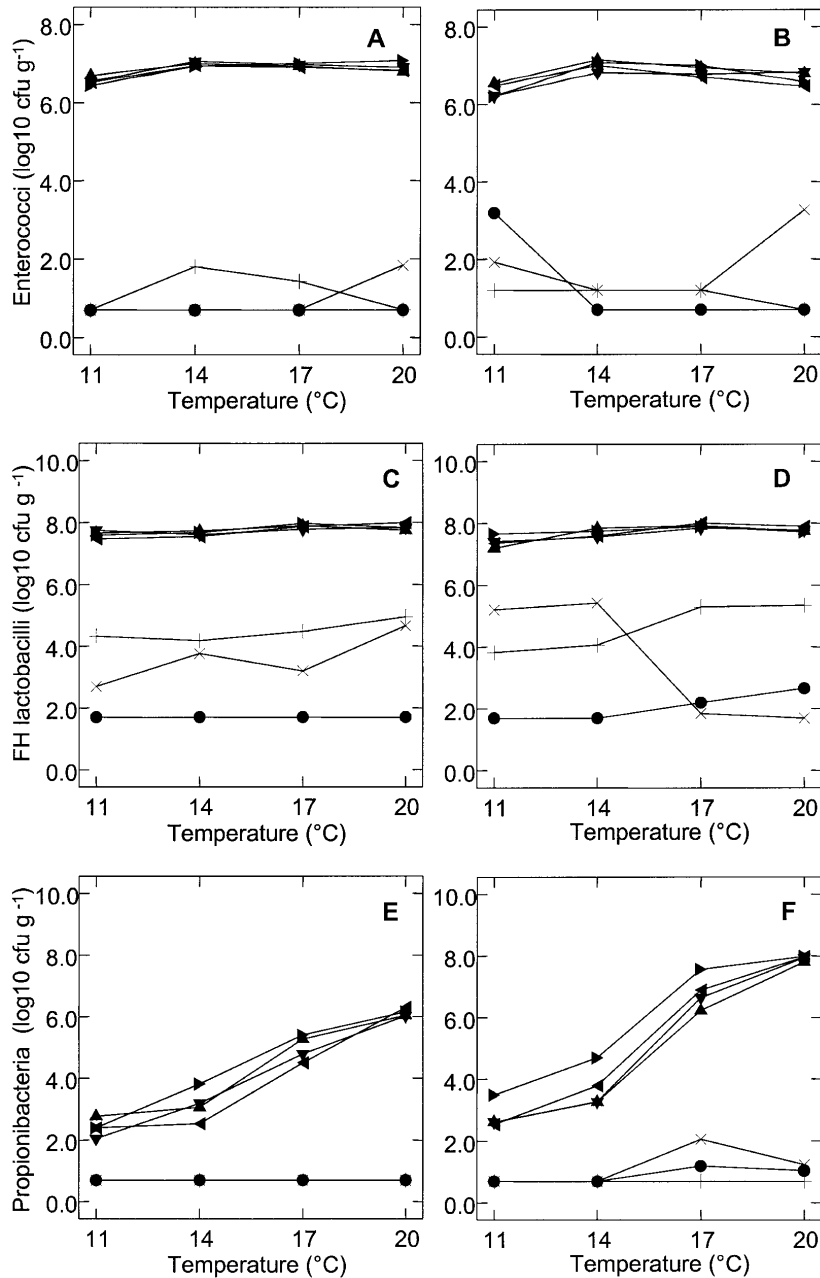 A
B
Enterococci (log10 cfu g-1)
8.0
6.0
4.0
2.0
0.0
8.0
6.0
4.0
2.0
0.0
11 14 17 20
11 14 17 20
Temperature (°C)
Temperature (°C)
C
D
FH lactobacilli (log10 cfu g-1)
10.0
8.0
6.0
4.0
2.0
0.0
10.0
8.0
6.0
4.0
2.0
0.0
11 14 17 20
11 14 17 20
Temperature (°C)
Temperature (°C)
E
F
Propionibacteria (log10 cfu g-1)
10.0
8.0
6.0
4.0
2.0
0.0
10.0
8.0
6.0
4.0
2.0
0.0
11 14 17 20
11 14 17 20
Temperature (°C)
Temperature (°C)